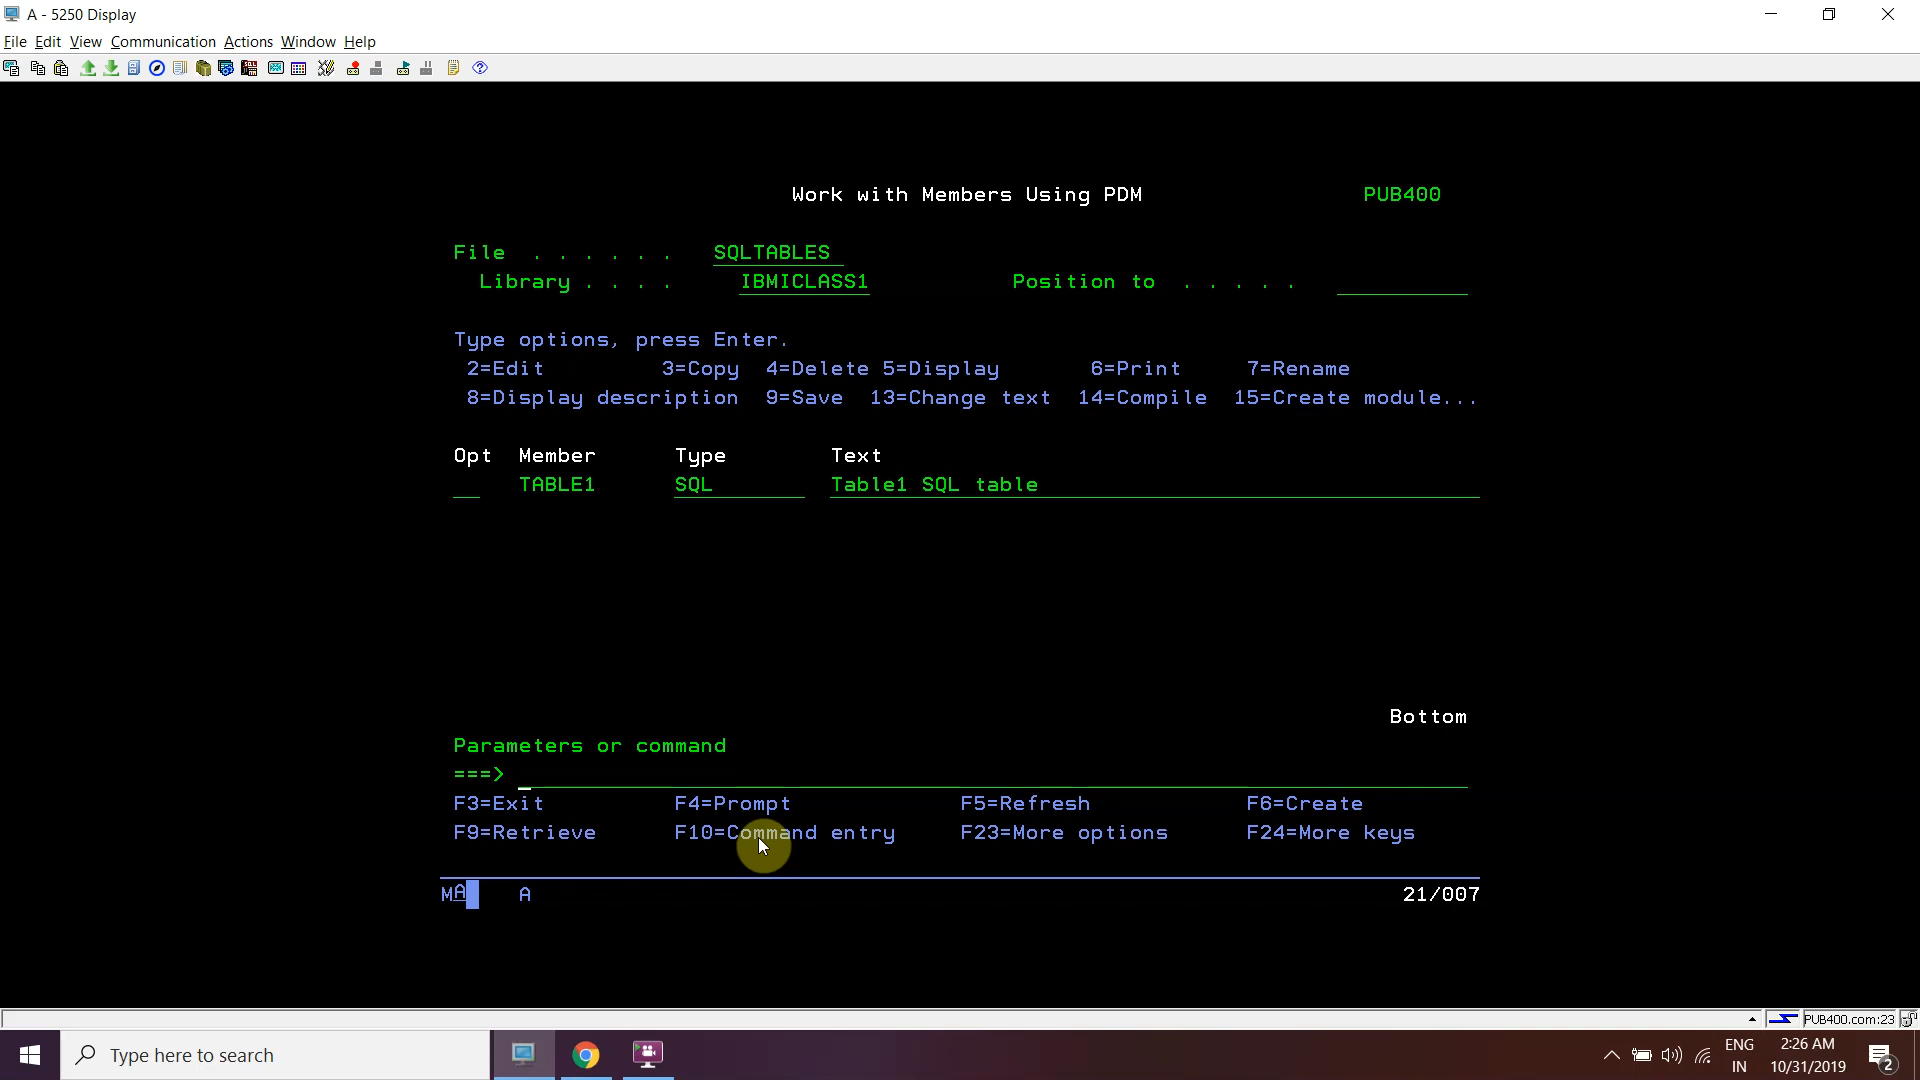 A - 5250 Display
File Edit View Communication Actions Window Help
Work with Members Using PDM PUB400
File . . . . . . SQLTABLES
Library . . . . IBMICLASS1 Position to . . . . .
Type options, press Enter.
2=Edit 3=Copy 4=Delete 5=Display 6=Print 7=Rename
8=Display description 9=Save 13=Change text 14=Compile 15=Create module...
Opt Member Type Text
TABLE1 SQL Table1 SQL table
Bottom
Parameters or command
===>
F3=Exit F4=Prompt F5=Refresh F6=Create
F9=Retrieve F10=Command entry F23=More options F24=More keys
MA A 21/007
PUB400.com:23
Type here to search
ENG 2:26 AM
IN 10/31/2019 2